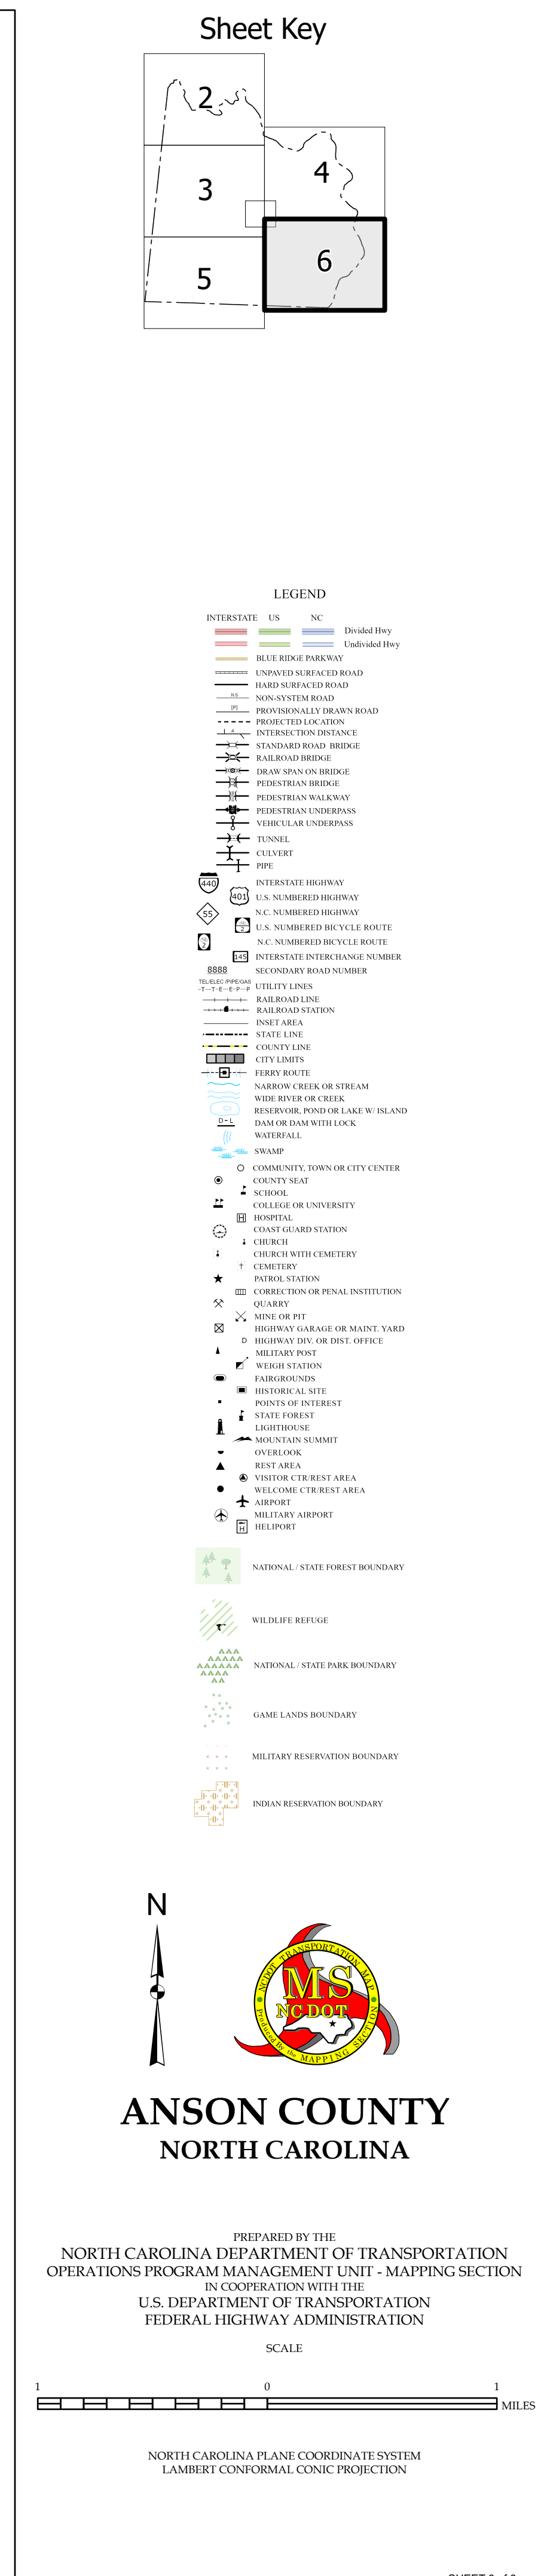 Sheet Key
2
4
3
6
5
LEGEND
INTERSTATE US NC
Divided Hwy
Undivided Hwy
BLUE RIDGE PARKWAY
UNPAVED SURFACED ROAD
HARD SURFACED ROAD
N.S NON-SYSTEM ROAD
[P] PROVISIONALLY DRAWN ROAD
PROJECTED LOCATION
.4 INTERSECTION DISTANCE
STANDARD ROAD BRIDGE
RAILROAD BRIDGE
DRAW SPAN ON BRIDGE
PEDESTRIAN BRIDGE
PEDESTRIAN WALKWAY
PEDESTRIAN UNDERPASS
VEHICULAR UNDERPASS
TUNNEL
CULVERT
PIPE
440 INTERSTATE HIGHWAY
401 U.S. NUMBERED HIGHWAY
55 N.C. NUMBERED HIGHWAY
2 U.S. NUMBERED BICYCLE ROUTE
2 N.C. NUMBERED BICYCLE ROUTE
145 INTERSTATE INTERCHANGE NUMBER
8888 SECONDARY ROAD NUMBER
TEL/ELEC /PIPE/GAS
-T---T---E---E---P---P UTILITY LINES
RAILROAD LINE
RAILROAD STATION
INSET AREA
STATE LINE
COUNTY LINE
CITY LIMITS
FERRY ROUTE
NARROW CREEK OR STREAM
WIDE RIVER OR CREEK
RESERVOIR, POND OR LAKE W/ ISLAND
D - L DAM OR DAM WITH LOCK
WATERFALL
SWAMP
COMMUNITY, TOWN OR CITY CENTER
COUNTY SEAT
SCHOOL
COLLEGE OR UNIVERSITY
H HOSPITAL
COAST GUARD STATION
CHURCH
CHURCH WITH CEMETERY
CEMETERY
PATROL STATION
CORRECTION OR PENAL INSTITUTION
QUARRY
MINE OR PIT
HIGHWAY GARAGE OR MAINT. YARD
D HIGHWAY DIV. OR DIST. OFFICE
MILITARY POST
WEIGH STATION
FAIRGROUNDS
HISTORICAL SITE
POINTS OF INTEREST
STATE FOREST
LIGHTHOUSE
MOUNTAIN SUMMIT
OVERLOOK
REST AREA
VISITOR CTR/REST AREA
WELCOME CTR/REST AREA
AIRPORT
MILITARY AIRPORT
H HELIPORT
NATIONAL / STATE FOREST BOUNDARY
WILDLIFE REFUGE
NATIONAL / STATE PARK BOUNDARY
GAME LANDS BOUNDARY
MILITARY RESERVATION BOUNDARY
INDIAN RESERVATION BOUNDARY
N
NCDOT TRANSPORTATION MAP
MS
NCDOT
Produced By the MAPPING SECTION
ANSON COUNTY
NORTH CAROLINA
PREPARED BY THE
NORTH CAROLINA DEPARTMENT OF TRANSPORTATION
OPERATIONS PROGRAM MANAGEMENT UNIT - MAPPING SECTION
IN COOPERATION WITH THE
U.S. DEPARTMENT OF TRANSPORTATION
FEDERAL HIGHWAY ADMINISTRATION
SCALE
1 0 1
MILES
NORTH CAROLINA PLANE COORDINATE SYSTEM
LAMBERT CONFORMAL CONIC PROJECTION